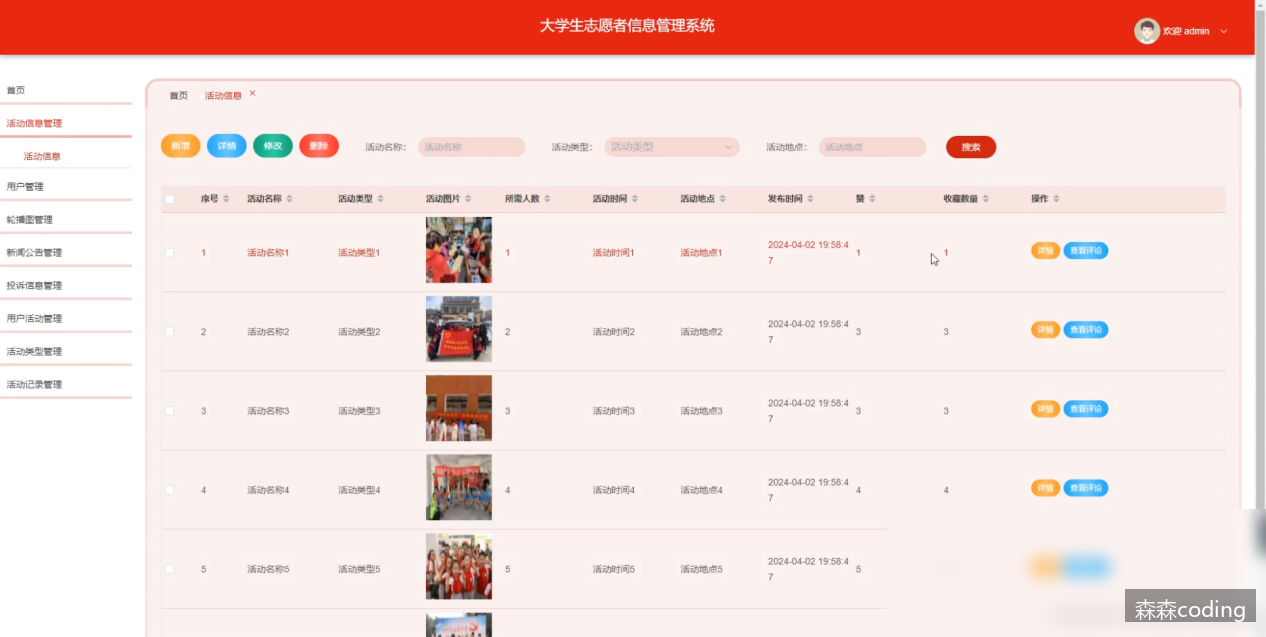 大学生志愿者信息管理系统
欢迎 admin
首页
活动信息管理
活动信息
用户管理
轮播图管理
新闻公告管理
投诉信息管理
用户活动管理
活动类型管理
活动记录管理
首页 活动信息 ×
新增 详情 修改 删除 活动名称: 活动名称 活动类型: 活动类型 活动地点: 活动地点 搜索
序号 活动名称 活动类型 活动图片 所需人数 活动时间 活动地点 发布时间 赞 收藏数量 操作
1 活动名称1 活动类型1 1 活动时间1 活动地点1 2024-04-02 19:58:47 1 1 详情 查看评论
2 活动名称2 活动类型2 2 活动时间2 活动地点2 2024-04-02 19:58:47 3 3 详情 查看评论
3 活动名称3 活动类型3 3 活动时间3 活动地点3 2024-04-02 19:58:47 3 3 详情 查看评论
4 活动名称4 活动类型4 4 活动时间4 活动地点4 2024-04-02 19:58:47 4 4 详情 查看评论
5 活动名称5 活动类型5 5 活动时间5 活动地点5 2024-04-02 19:58:47 5
森森coding